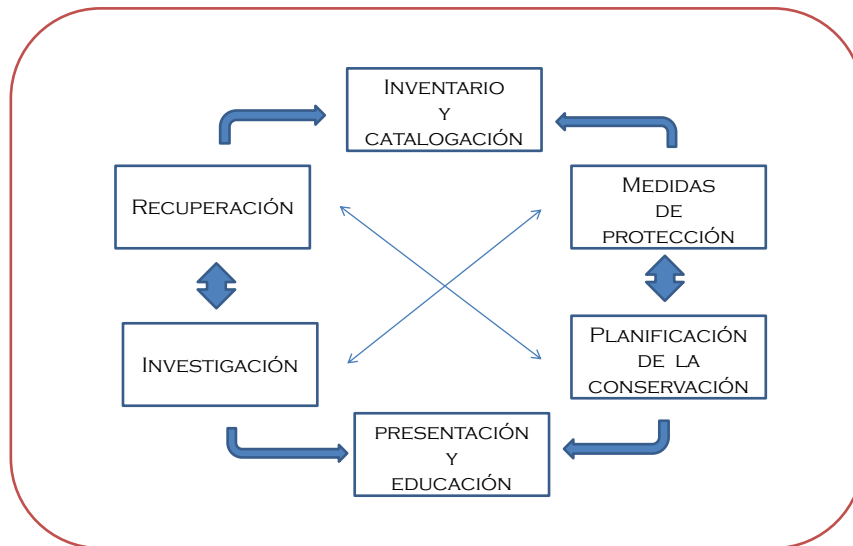 INVENTARIO
Y
CATALOGACIÓN
RECUPERACIÓN
MEDIDAS
DE
PROTECCIÓN
INVESTIGACIÓN
PLANIFICACIÓN
DE LA
CONSERVACIÓN
PRESENTACIÓN
Y
EDUCACIÓN